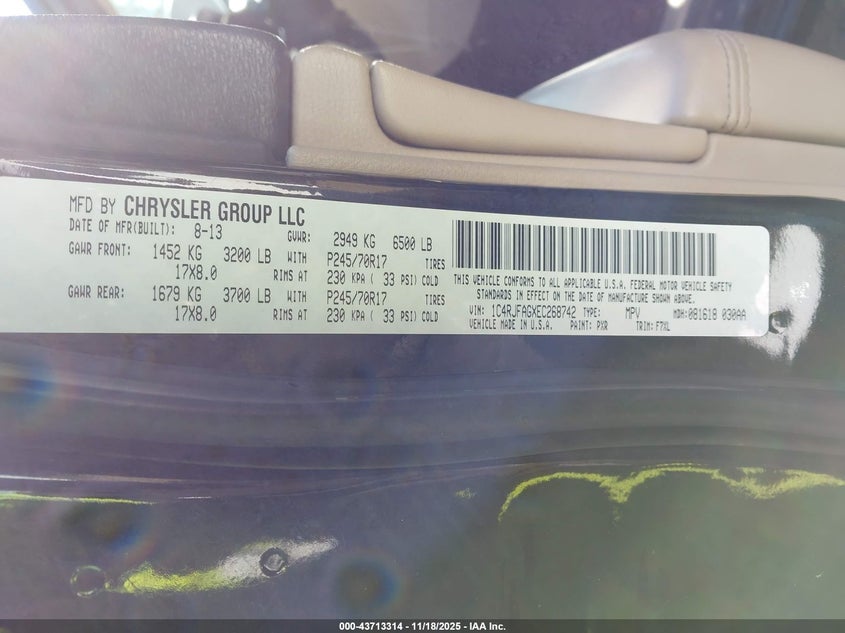 MFD BY CHRYSLER GROUP LLC
DATE OF MFR(BUILT): 8-13 GVWR: 2949 KG 6500 LB
GAWR FRONT: 1452 KG 3200 LB WITH P245/70R17 TIRES
17X8.0 RIMS AT 230 KPA ( 33 PSI) COLD
GAWR REAR: 1679 KG 3700 LB WITH P245/70R17 TIRES
17X8.0 RIMS AT 230 KPA ( 33 PSI) COLD
THIS VEHICLE CONFORMS TO ALL APPLICABLE U.S.A. FEDERAL MOTOR VEHICLE SAFETY
STANDARDS IN EFFECT ON THE DATE OF MANUFACTURE SHOWN ABOVE.
VIN: 1C4RJFAGXEC268742 TYPE: MPV MDH: 081618 030AA
VEHICLE MADE IN U.S.A. PAINT: PXR TRIM: F7XL
000-43713314 - 11/18/2025 - IAA Inc.